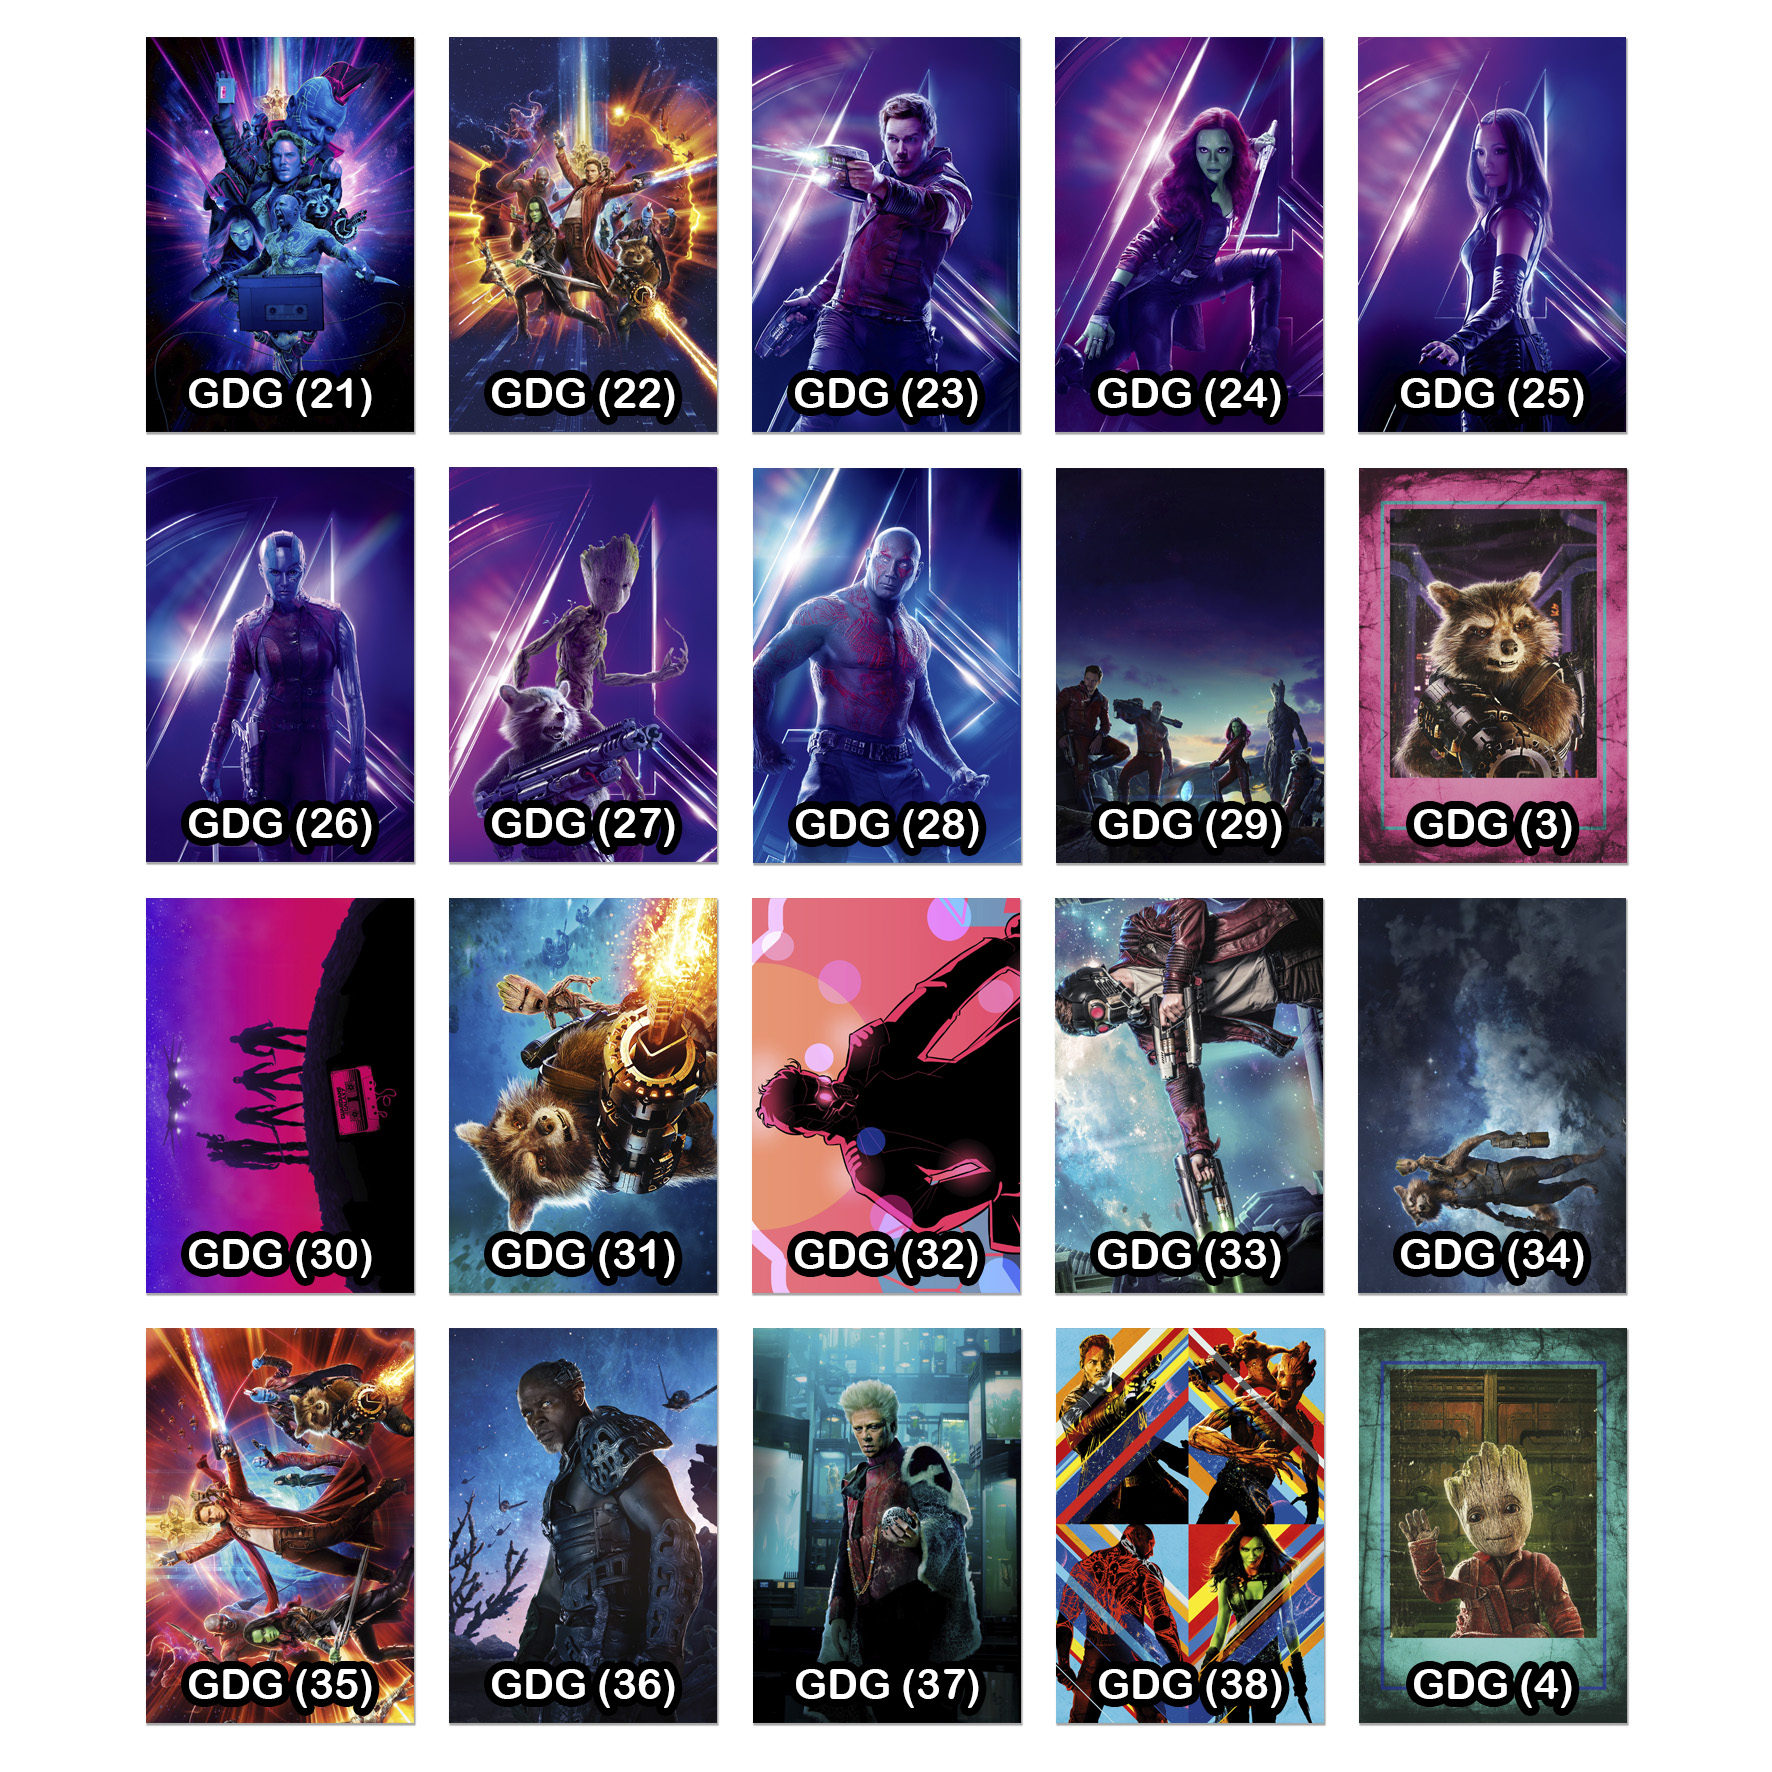 GDG (21)
GDG (22)
GDG (23)
GDG (24)
GDG (25)
GDG (26)
GDG (27)
GDG (28)
GDG (29)
GDG (3)
GDG (30)
GDG (31)
GDG (32)
GDG (33)
GDG (34)
GDG (35)
GDG (36)
GDG (37)
GDG (38)
GDG (4)